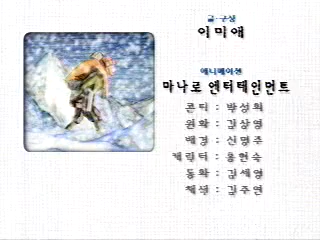 글·구성
이미애
애니메이션
마나로 엔터테인먼트
콘티 : 박성희
원화 : 김상영
배경 : 신명주
캐릭터 : 홍현숙
동화 : 김세영
채색 : 김주연